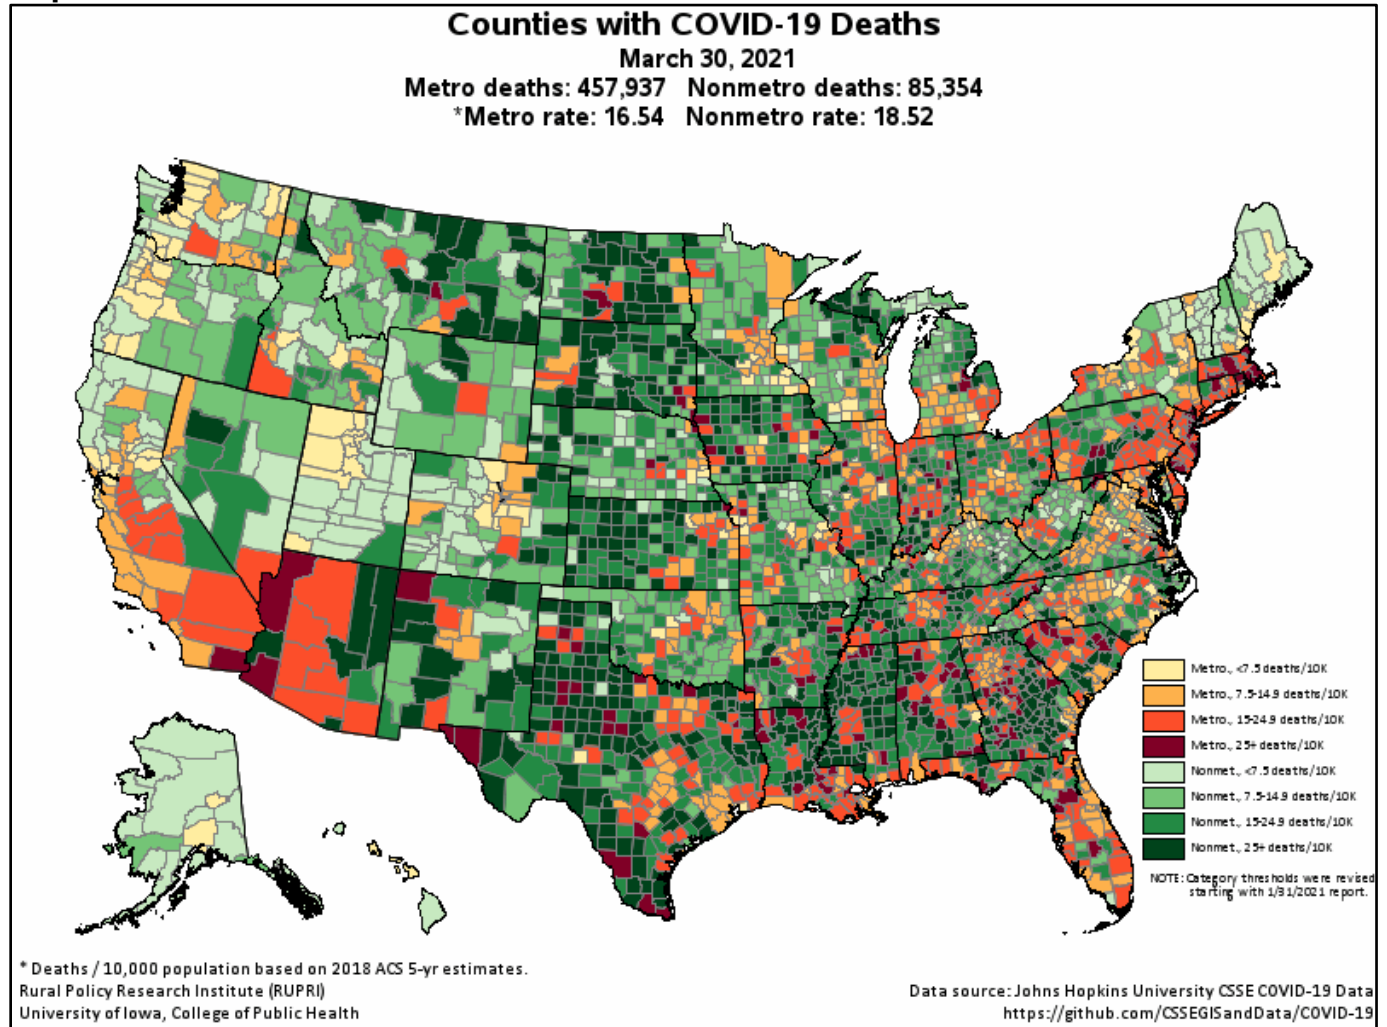 Counties with COVID-19 Deaths
March 30, 2021
Metro deaths: 457,937 Nonmetro deaths: 85,354
*Metro rate: 16.54 Nonmetro rate: 18.52
Metro., <7.5 deaths/10K
Metro., 7.5-14.9 deaths/10K
Metro., 15-24.9 deaths/10K
Metro., 25+ deaths/10K
Nonmet., <7.5 deaths/10K
Nonmet., 7.5-14.9 deaths/10K
Nonmet., 15-24.9 deaths/10K
Nonmet., 25+ deaths/10K
NOTE: Category thresholds were revised
starting with 1/31/2021 report.
* Deaths / 10,000 population based on 2018 ACS 5-yr estimates.
Rural Policy Research Institute (RUPRI)
University of Iowa, College of Public Health
Data source: Johns Hopkins University CSSE COVID-19 Data
https://github.com/CSSEGISandData/COVID-19